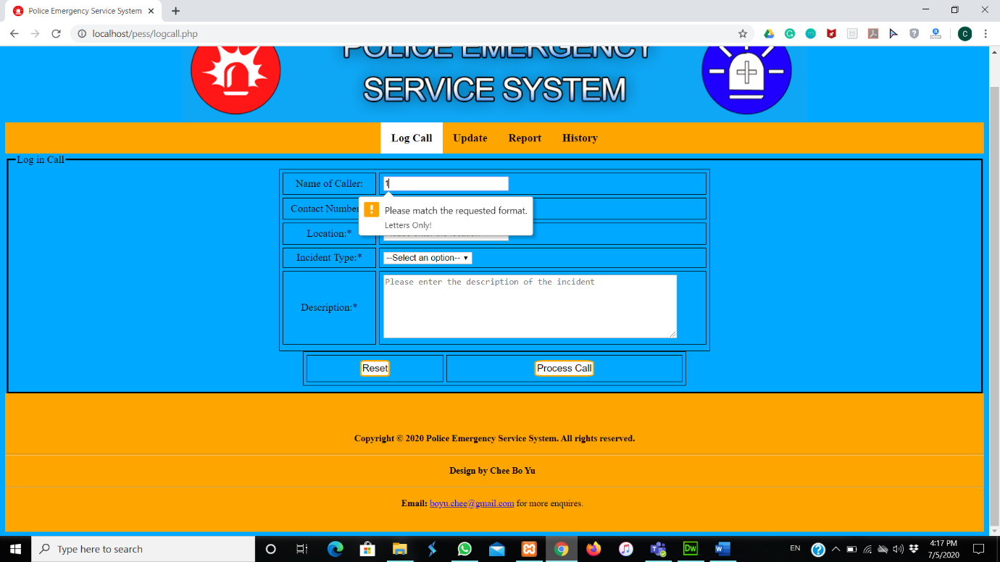 Police Emergency Service System
localhost/pess/logcall.php
C
POLICE EMERGENCY
SERVICE SYSTEM
Log Call
Update
Report
History
Log in Call
Name of Caller:
1
Contact Number
Please match the requested format.
Letters Only!
Location:*
Incident Type:*
--Select an option--
Description:*
Please enter the description of the incident
Reset
Process Call
Copyright © 2020 Police Emergency Service System. All rights reserved.
Design by Chee Bo Yu
Email: boyu.chee@gmail.com for more enquires.
Type here to search
Dw
W
EN
4:17 PM
7/5/2020